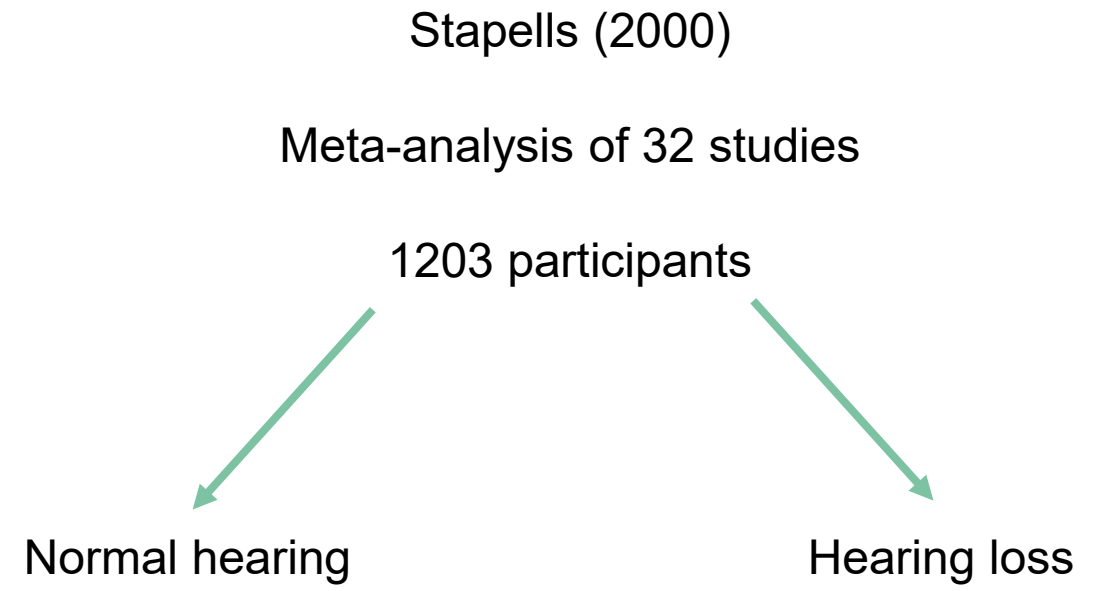 Stapells (2000)
Meta-analysis of 32 studies
1203 participants
Normal hearing
Hearing loss